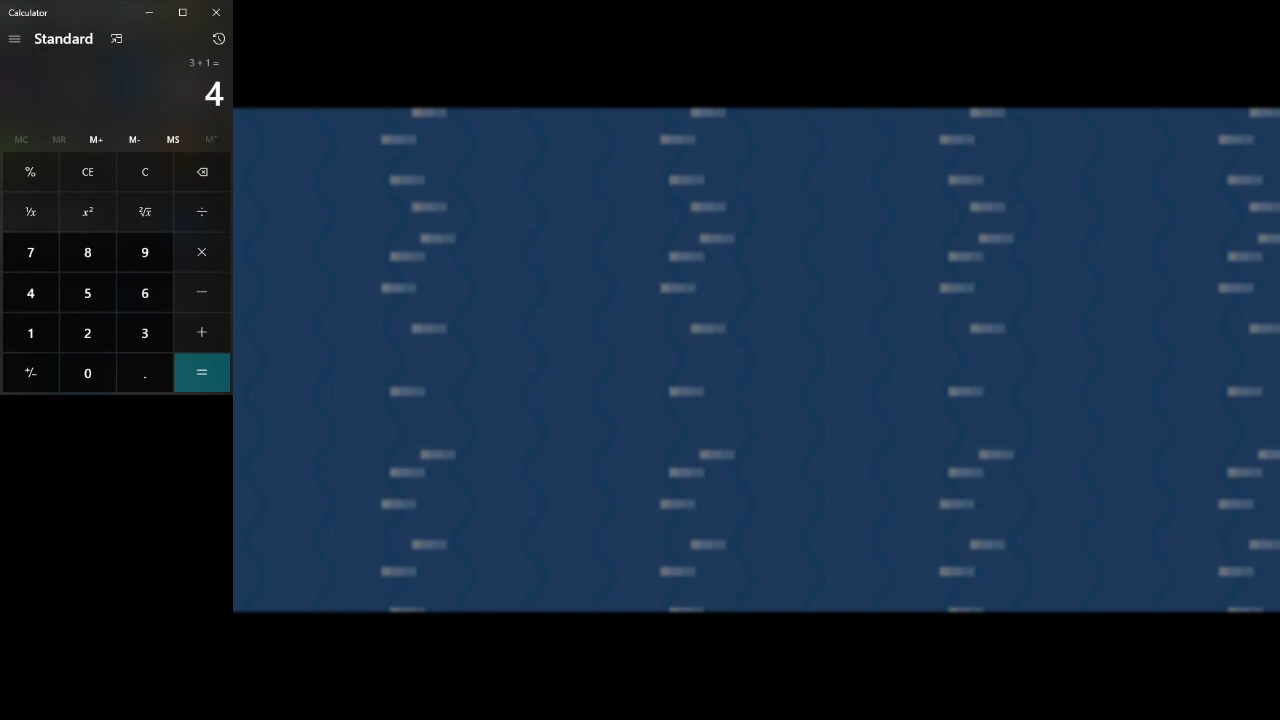 Calculator
Standard
3 + 1 =
4
MC MR M+ M- MS M˅
% CE C
⅟x x² ²√x ÷
7 8 9 ×
4 5 6 −
1 2 3 +
+/− 0 . =